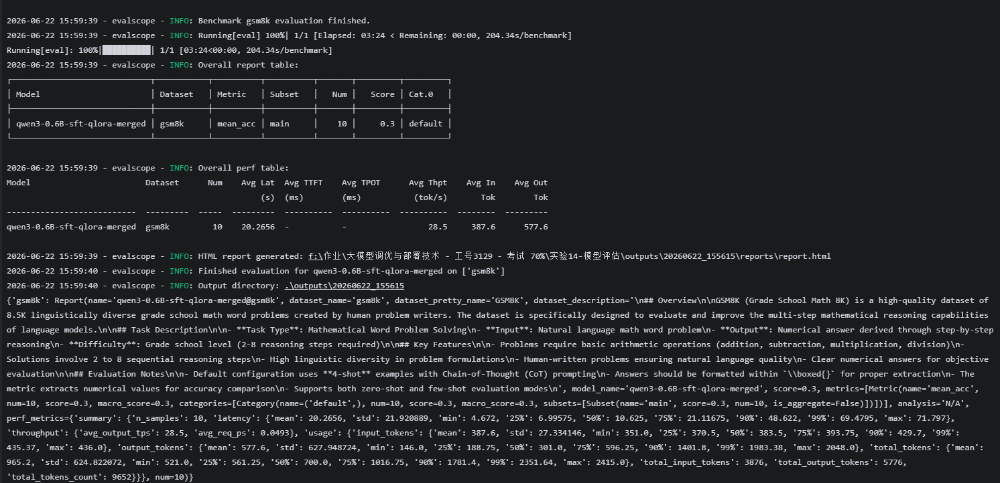 2026-06-22 15:59:39 - evalscope - INFO: Benchmark gsm8k evaluation finished.
2026-06-22 15:59:39 - evalscope - INFO: Running[eval] 100%| 1/1 [Elapsed: 03:24 < Remaining: 00:00, 204.34s/benchmark]
Running[eval]: 100%|██████████| 1/1 [03:24<00:00, 204.34s/benchmark]
2026-06-22 15:59:39 - evalscope - INFO: Overall report table:
│ Model │ Dataset │ Metric │ Subset │ Num │ Score │ Cat.0 │
│ qwen3-0.6B-sft-qlora-merged │ gsm8k │ mean_acc │ main │ 10 │ 0.3 │ default │
2026-06-22 15:59:39 - evalscope - INFO: Overall perf table:
Model Dataset Num Avg Lat Avg TTFT Avg TPOT Avg Thpt Avg In Avg Out
(s) (ms) (ms) (tok/s) Tok Tok
--------------------------- --------- ----- --------- ---------- ---------- ---------- -------- ---------
qwen3-0.6B-sft-qlora-merged gsm8k 10 20.2656 - - 28.5 387.6 577.6
2026-06-22 15:59:39 - evalscope - INFO: HTML report generated: f:\作业\大模型调优与部署技术 - 工号3129 - 考试 70%\实验14-模型评估\outputs\20260622_155615\reports\report.html
2026-06-22 15:59:40 - evalscope - INFO: Finished evaluation for qwen3-0.6B-sft-qlora-merged on ['gsm8k']
2026-06-22 15:59:40 - evalscope - INFO: Output directory: .\outputs\20260622_155615
{'gsm8k': Report(name='qwen3-0.6B-sft-qlora-merged@gsm8k', dataset_name='gsm8k', dataset_pretty_name='GSM8K', dataset_description='\n## Overview\n\nGSM8K (Grade School Math 8K) is a high-quality dataset of
8.5K linguistically diverse grade school math word problems created by human problem writers. The dataset is specifically designed to evaluate and improve the multi-step mathematical reasoning capabilities
of language models.\n\n## Task Description\n\n- **Task Type**: Mathematical Word Problem Solving\n- **Input**: Natural language math word problem\n- **Output**: Numerical answer derived through step-by-step
reasoning\n- **Difficulty**: Grade school level (2-8 reasoning steps required)\n\n## Key Features\n\n- Problems require basic arithmetic operations (addition, subtraction, multiplication, division)\n-
Solutions involve 2 to 8 sequential reasoning steps\n- High linguistic diversity in problem formulations\n- Human-written problems ensuring natural language quality\n- Clear numerical answers for objective
evaluation\n\n## Evaluation Notes\n\n- Default configuration uses **4-shot** examples with Chain-of-Thought (CoT) prompting\n- Answers should be formatted within `\\boxed{}` for proper extraction\n- The
metric extracts numerical values for accuracy comparison\n- Supports both zero-shot and few-shot evaluation modes\n', model_name='qwen3-0.6B-sft-qlora-merged', score=0.3, metrics=[Metric(name='mean_acc',
num=10, score=0.3, macro_score=0.3, categories=[Category(name=('default',), num=10, score=0.3, macro_score=0.3, subsets=[Subset(name='main', score=0.3, num=10, is_aggregate=False)])])], analysis='N/A',
perf_metrics={'summary': {'n_samples': 10, 'latency': {'mean': 20.2656, 'std': 21.920889, 'min': 4.672, '25%': 6.99575, '50%': 10.625, '75%': 21.11675, '90%': 48.622, '99%': 69.4795, 'max': 71.797},
'throughput': {'avg_output_tps': 28.5, 'avg_req_ps': 0.0493}, 'usage': {'input_tokens': {'mean': 387.6, 'std': 27.334146, 'min': 351.0, '25%': 370.5, '50%': 383.5, '75%': 393.75, '90%': 429.7, '99%':
435.37, 'max': 436.0}, 'output_tokens': {'mean': 577.6, 'std': 627.948724, 'min': 146.0, '25%': 188.75, '50%': 301.0, '75%': 596.25, '90%': 1401.8, '99%': 1983.38, 'max': 2048.0}, 'total_tokens': {'mean':
965.2, 'std': 624.822072, 'min': 521.0, '25%': 561.25, '50%': 700.0, '75%': 1016.75, '90%': 1781.4, '99%': 2351.64, 'max': 2415.0}, 'total_input_tokens': 3876, 'total_output_tokens': 5776,
'total_tokens_count': 9652}}}, num=10)}